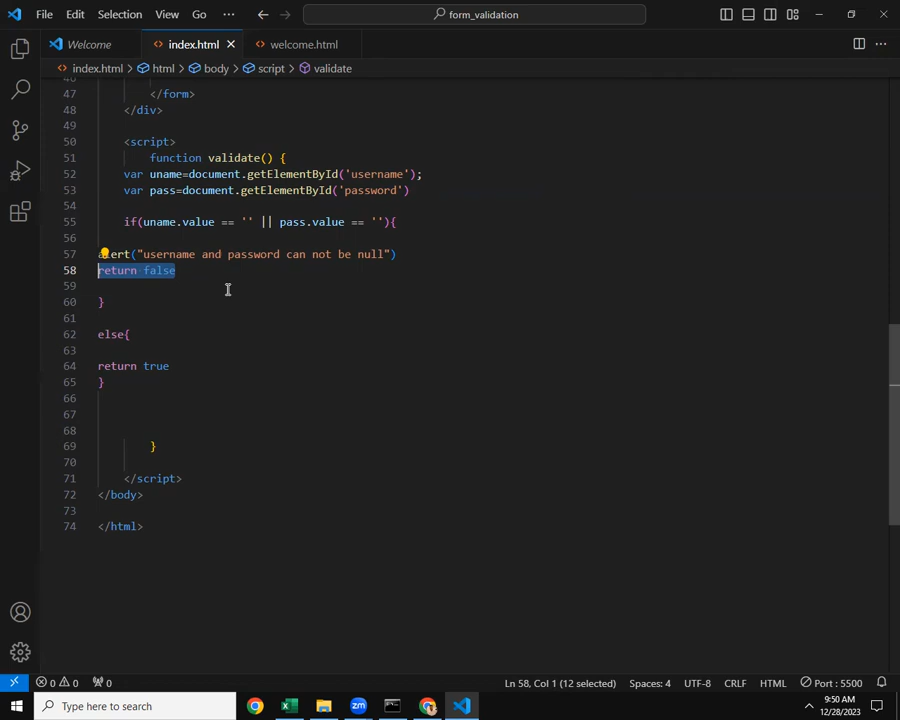 File Edit Selection View Go ··· form_validation
Welcome index.html welcome.html
index.html > html > body > script > validate
47 </form>
48 </div>
49
50 <script>
51 function validate() {
52 var uname=document.getElementById('username');
53 var pass=document.getElementById('password')
54
55 if(uname.value == '' || pass.value == ''){
56
57 alert("username and password can not be null")
58 return false
59
60 }
61
62 else{
63
64 return true
65 }
66
67
68
69 }
70
71 </script>
72 </body>
73
74 </html>
0 0 0 Ln 58, Col 1 (12 selected) Spaces: 4 UTF-8 CRLF HTML Port : 5500
Type here to search
9:50 AM
12/28/2023